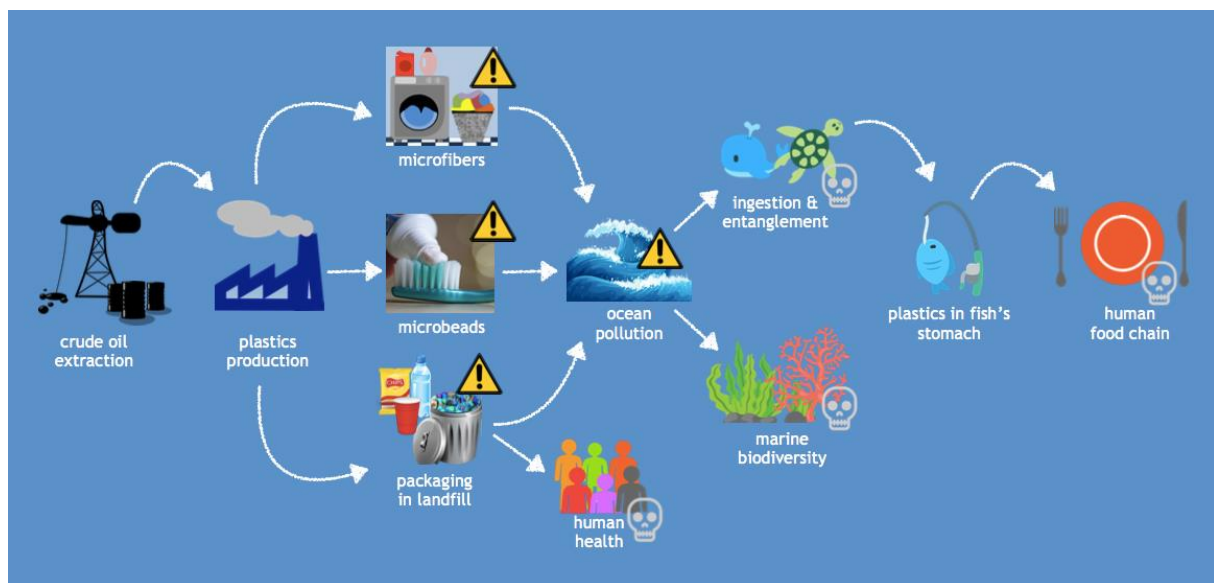 crude oil
extraction
plastics
production
microfibers
microbeads
CHIPS
packaging
in landfill
ocean
pollution
human
health
ingestion &
entanglement
marine
biodiversity
plastics in fish's
stomach
human
food chain